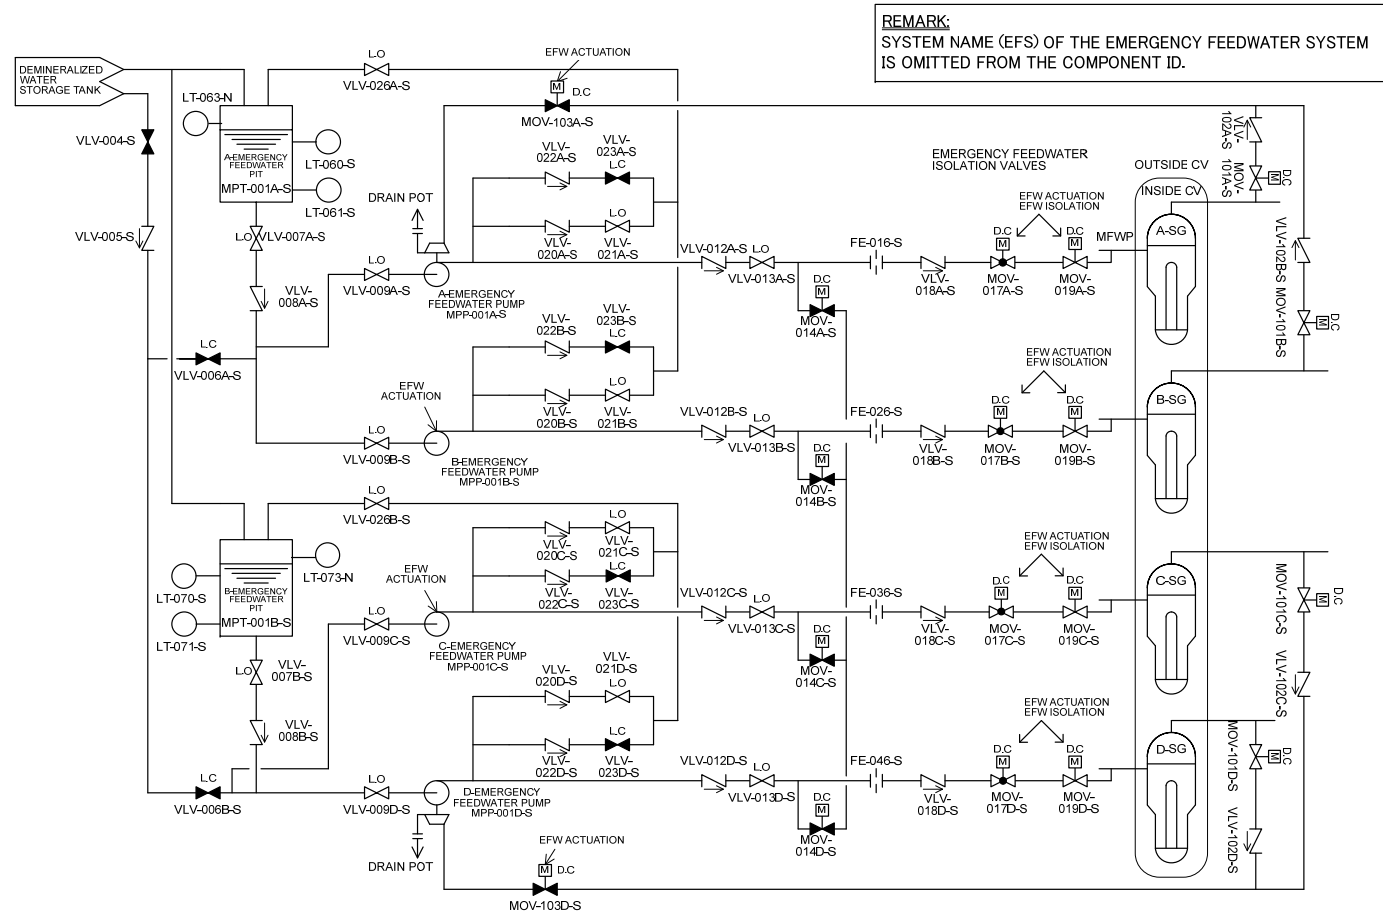 REMARK:
SYSTEM NAME (EFS) OF THE EMERGENCY FEEDWATER SYSTEM
IS OMITTED FROM THE COMPONENT ID.
DEMINERALIZED
WATER
STORAGE TANK
LT-063-N
L.O
VLV-026A-S
EFW ACTUATION
M
D.C
MOV-103A-S
VLV-004-S
A-EMERGENCY
FEEDWATER
PIT
MPT-001A-S
LT-060-S
LT-061-S
VLV-005-S
L.O
VLV-007A-S
VLV-
008A-S
L.C
VLV-006A-S
DRAIN POT
L.O
VLV-009A-S
A-EMERGENCY
FEEDWATER PUMP
MPP-001A-S
VLV-
022A-S
VLV-
023A-S
L.C
VLV-
020A-S
L.O
VLV-
021A-S
VLV-012A-S
L.O
VLV-013A-S
D.C
M
MOV-
014A-S
FE-016-S
VLV-
018A-S
EMERGENCY FEEDWATER
ISOLATION VALVES
EFW ACTUATION
EFW ISOLATION
D.C
M
MOV-
017A-S
D.C
M
MOV-
019A-S
MFWP
OUTSIDE CV
INSIDE CV
A-SG
VLV-
102A-S
MOV-
101A-S
D.C
M
VLV-102B-S
MOV-101B-S
D.C
M
EFW
ACTUATION
L.O
VLV-009B-S
B-EMERGENCY
FEEDWATER PUMP
MPP-001B-S
VLV-
022B-S
VLV-
023B-S
L.C
VLV-
020B-S
L.O
VLV-
021B-S
VLV-012B-S
L.O
VLV-013B-S
D.C
M
MOV-
014B-S
FE-026-S
VLV-
018B-S
EFW ACTUATION
EFW ISOLATION
D.C
M
MOV-
017B-S
D.C
M
MOV-
019B-S
B-SG
L.O
VLV-026B-S
LT-070-S
LT-071-S
LT-073-N
B-EMERGENCY
FEEDWATER
PIT
MPT-001B-S
L.O
VLV-
007B-S
VLV-
008B-S
L.C
VLV-006B-S
EFW
ACTUATION
L.O
VLV-009C-S
C-EMERGENCY
FEEDWATER PUMP
MPP-001C-S
VLV-
020C-S
L.O
VLV-
021C-S
VLV-
022C-S
L.C
VLV-
023C-S
VLV-012C-S
L.O
VLV-013C-S
D.C
M
MOV-
014C-S
FE-036-S
VLV-
018C-S
EFW ACTUATION
EFW ISOLATION
D.C
M
MOV-
017C-S
D.C
M
MOV-
019C-S
C-SG
MOV-101C-S
D.C
M
VLV-102C-S
L.O
VLV-009D-S
D-EMERGENCY
FEEDWATER PUMP
MPP-001D-S
DRAIN POT
VLV-
020D-S
VLV-
021D-S
L.O
VLV-
022D-S
L.C
VLV-
023D-S
VLV-012D-S
L.O
VLV-013D-S
D.C
M
MOV-
014D-S
FE-046-S
VLV-
018D-S
EFW ACTUATION
EFW ISOLATION
D.C
M
MOV-
017D-S
D.C
M
MOV-
019D-S
D-SG
MOV-101D-S
D.C
M
VLV-102D-S
EFW ACTUATION
M
D.C
MOV-103D-S